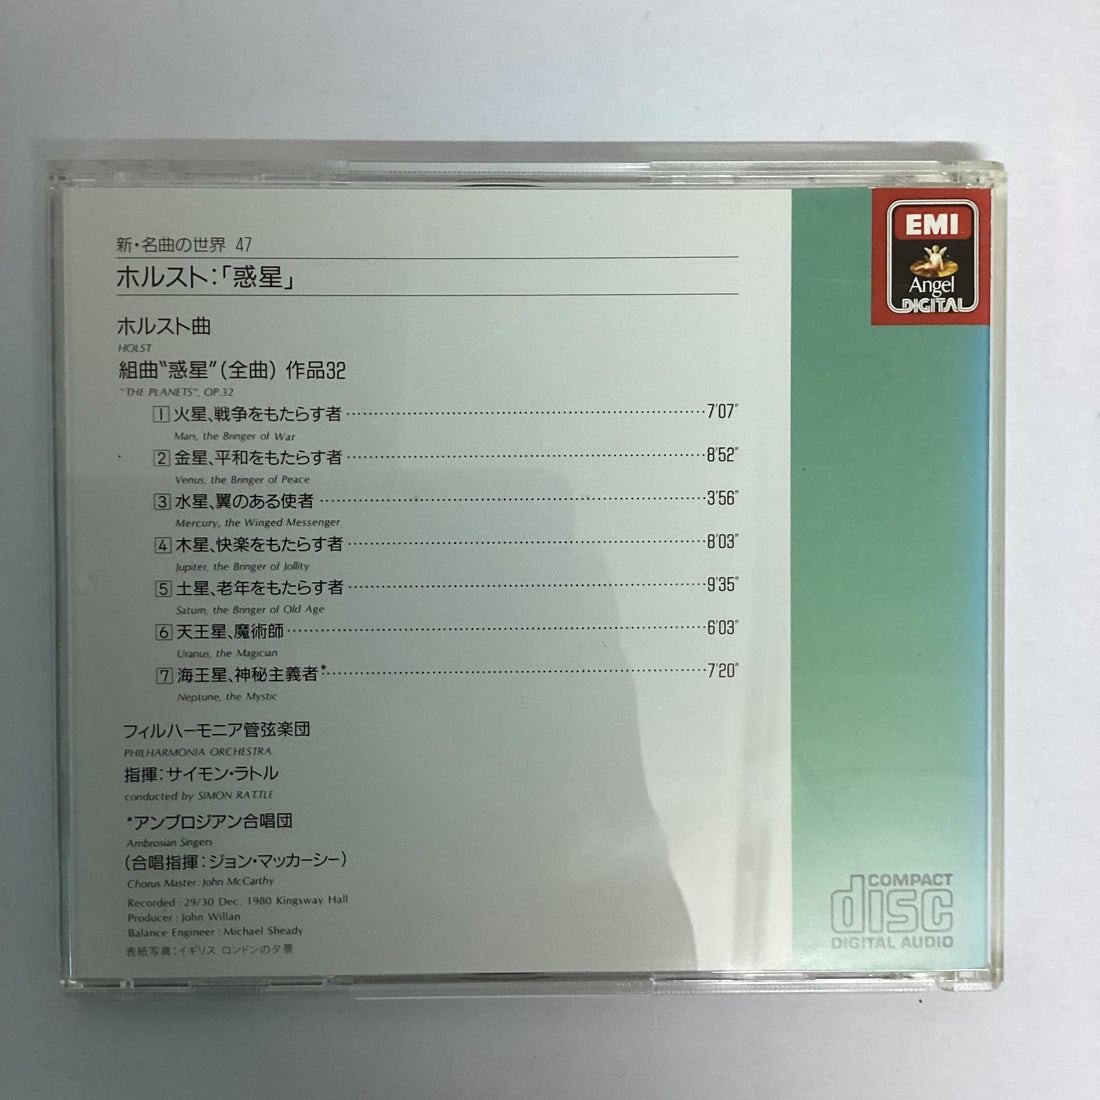 新・名曲の世界 47
ホルスト：「惑星」
EMI
Angel
DIGITAL
ホルスト曲
HOLST
組曲“惑星”（全曲） 作品32
“THE PLANETS”, OP.32
1 火星、戦争をもたらす者 7'07"
Mars, the Bringer of War
2 金星、平和をもたらす者 8'52"
Venus, the Bringer of Peace
3 水星、翼のある使者 3'56"
Mercury, the Winged Messenger
4 木星、快楽をもたらす者 8'03"
Jupiter, the Bringer of Jollity
5 土星、老年をもたらす者 9'35"
Saturn, the Bringer of Old Age
6 天王星、魔術師 6'03"
Uranus, the Magician
7 海王星、神秘主義者* 7'20"
Neptune, the Mystic
フィルハーモニア管弦楽団
PHILHARMONIA ORCHESTRA
指揮：サイモン・ラトル
conducted by SIMON RATTLE
*アンブロジアン合唱団
Ambrosian Singers
（合唱指揮：ジョン・マッカーシー）
Chorus Master : John McCarthy
Recorded : 29/30 Dec. 1980 Kingsway Hall
Producer : John Willan
Balance Engineer : Michael Sheady
表紙写真：イギリス ロンドンの夕景
COMPACT
disc
DIGITAL AUDIO